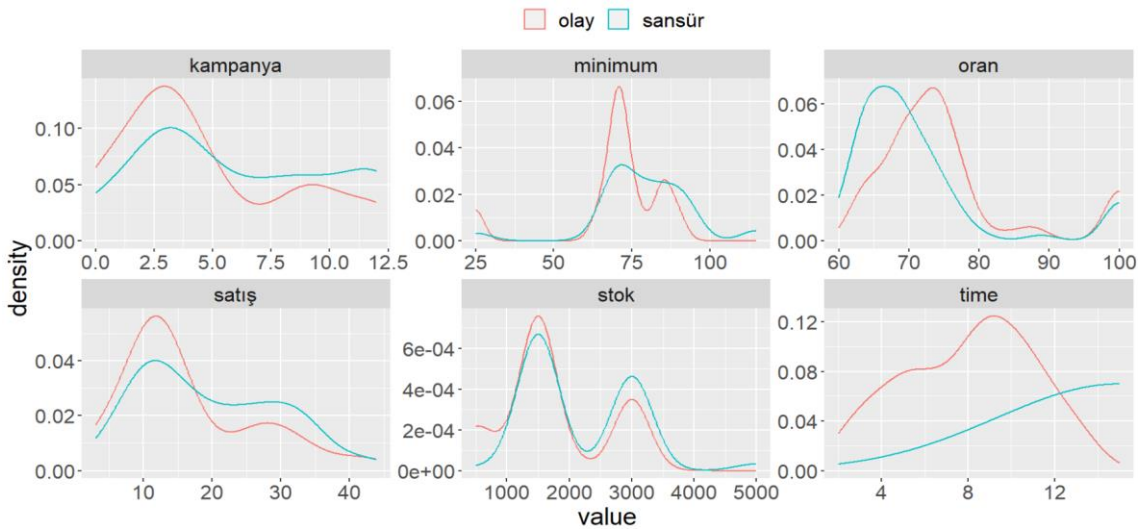 olay sansür
kampanya minimum oran
0.10
0.05
0.00
0.0 2.5 5.0 7.5 10.0 12.5
0.06
0.04
0.02
0.00
25 50 75 100
0.06
0.04
0.02
0.00
60 70 80 90 100
density
satış stok time
0.04
0.02
0.00
10 20 30 40
6e-04
4e-04
2e-04
0e+00
1000 2000 3000 4000 5000
0.12
0.08
0.04
0.00
4 8 12
value